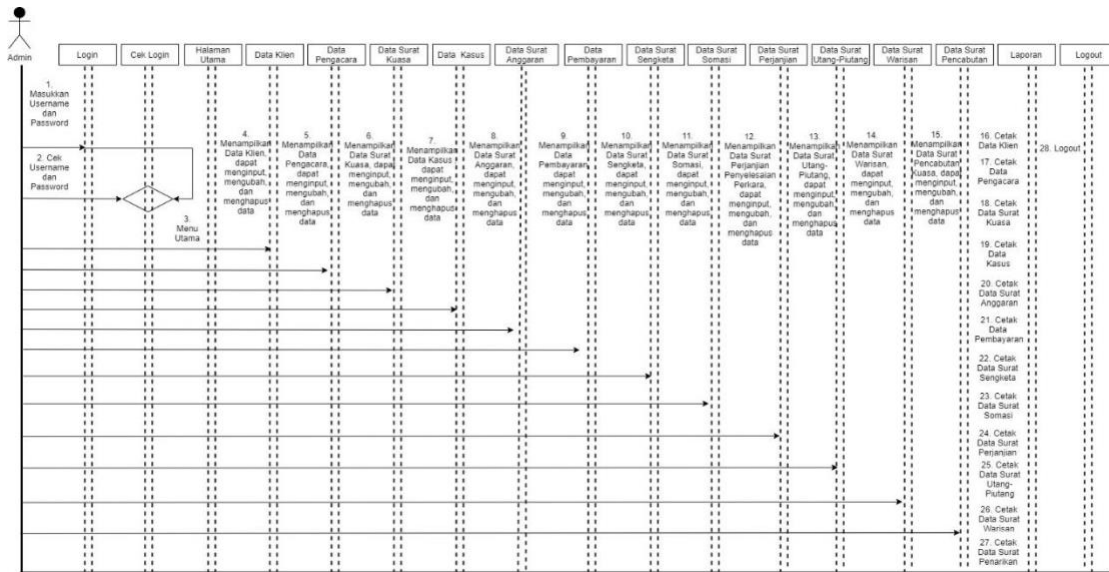 Admin
Login
Cek Login
Halaman
Utama
Data Klien
Data
Pengacara
Data Surat
Kuasa
Data Kasus
Data Surat
Anggaran
Data
Pembayaran
Data Surat
Sengketa
Data Surat
Somasi
Data Surat
Perjanjian
Data Surat
Utang-Piutang
Data Surat
Warisan
Data Surat
Pencabutan
Laporan
Logout
1.
Masukkan
Username
dan
Password
2. Cek
Username
dan
Password
3.
Menu
Utama
4.
Menampilkan
Data Klien,
dapat
menginput,
mengubah,
dan
menghapus
data
5.
Menampilkan
Data
Pengacara,
dapat
menginput,
mengubah,
dan
menghapus
data
6.
Menampilkan
Data Surat
Kuasa, dapat
menginput,
mengubah,
dan
menghapus
data
7.
Menampilkan
Data Kasus,
dapat
menginput,
mengubah,
dan
menghapus
data
8.
Menampilkan
Data Surat
Anggaran,
dapat
menginput,
mengubah,
dan
menghapus
data
9.
Menampilkan
Data
Pembayaran,
dapat
menginput,
mengubah,
dan
menghapus
data
10.
Menampilkan
Data Surat
Sengketa,
dapat
menginput,
mengubah,
dan
menghapus
data
11.
Menampilkan
Data Surat
Somasi,
dapat
menginput,
mengubah,
dan
menghapus
data
12.
Menampilkan
Data Surat
Perjanjian
Penyelesaian
Perkara,
dapat
menginput,
mengubah,
dan
menghapus
data
13.
Menampilkan
Data Surat
Utang-
Piutang,
dapat
menginput,
mengubah,
dan
menghapus
data
14.
Menampilkan
Data Surat
Warisan,
dapat
menginput,
mengubah,
dan
menghapus
data
15.
Menampilkan
Data Surat
Pencabutan
Kuasa, dapat
menginput,
mengubah,
dan
menghapus
data
16. Cetak
Data Klien
17. Cetak
Data
Pengacara
18. Cetak
Data Surat
Kuasa
19. Cetak
Data
Kasus
20. Cetak
Data Surat
Anggaran
21. Cetak
Data
Pembayaran
22. Cetak
Data Surat
Sengketa
23. Cetak
Data Surat
Somasi
24. Cetak
Data Surat
Perjanjian
25. Cetak
Data Surat
Utang-
Piutang
26. Cetak
Data Surat
Warisan
27. Cetak
Data Surat
Penarikan
28. Logout